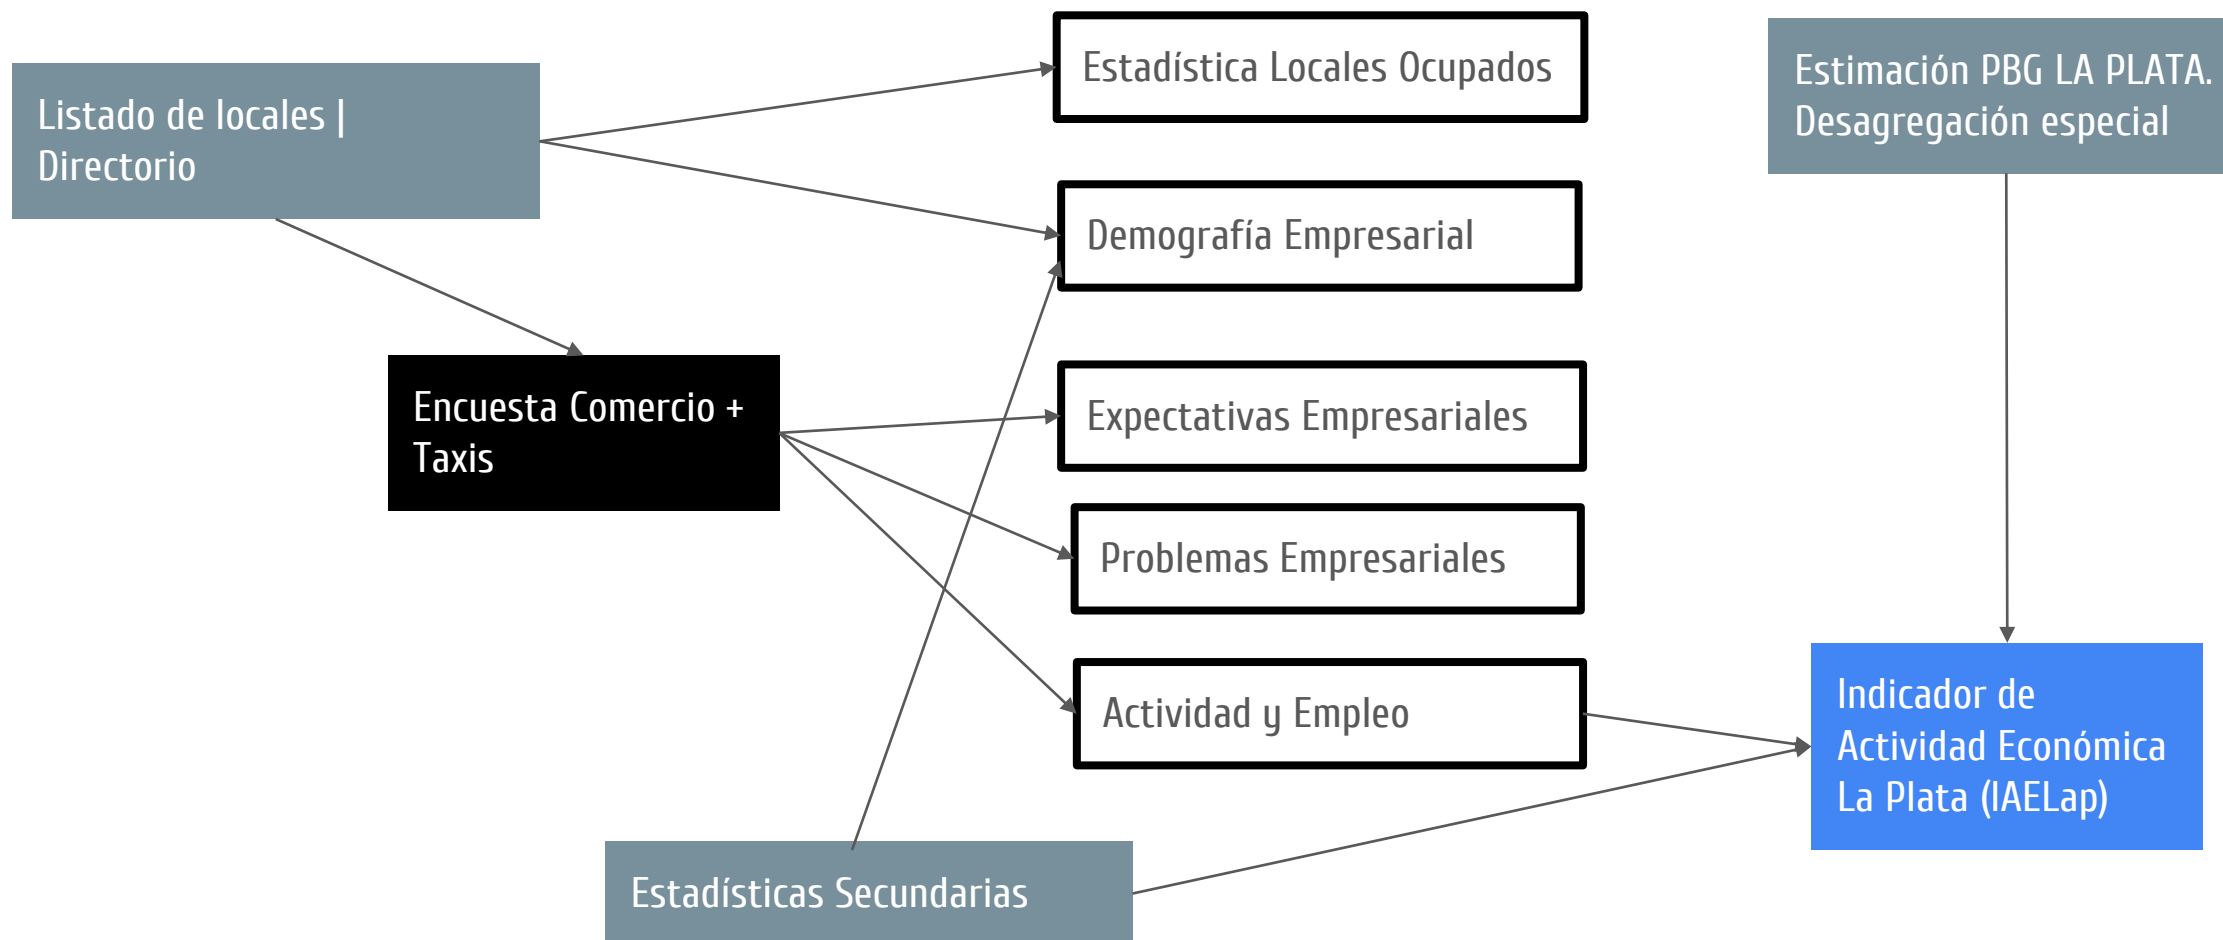 Listado de locales |
Directorio
Estadística Locales Ocupados
Estimación PBG LA PLATA.
Desagregación especial
Demografía Empresarial
Encuesta Comercio +
Taxis
Expectativas Empresariales
Problemas Empresariales
Actividad y Empleo
Indicador de
Actividad Económica
La Plata (IAELap)
Estadísticas Secundarias